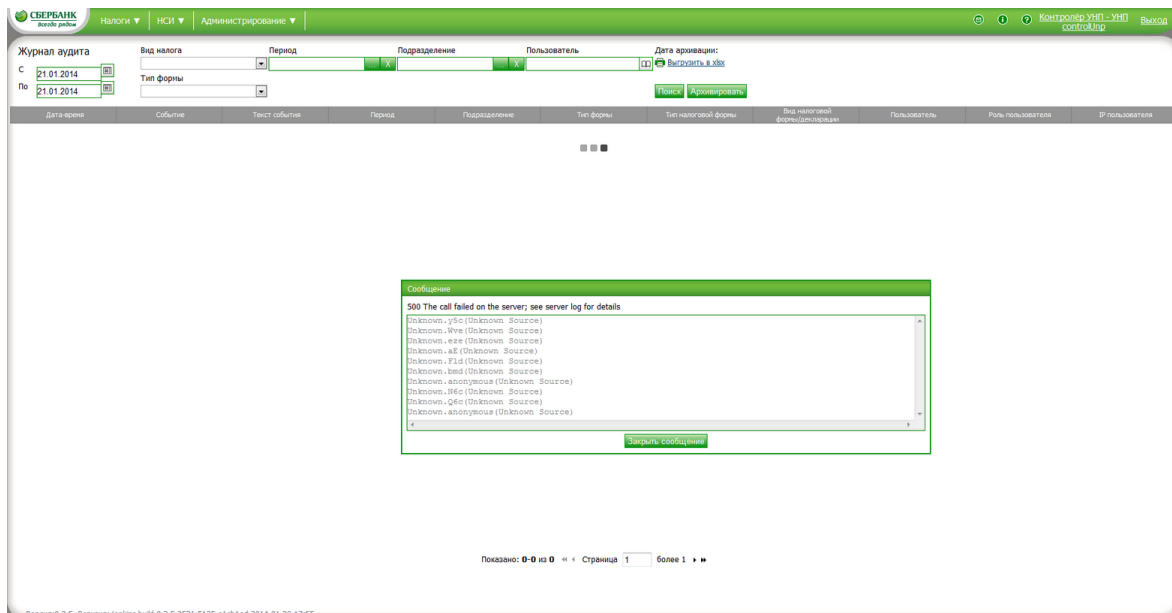 СБЕРБАНК
Всегда рядом
Налоги ▼ НСИ ▼ Администрирование ▼
Контролёр УНП - УНП
controlUnp
Выход
Журнал аудита
Вид налога Период Подразделение Пользователь Дата архивации:
... X ... X Выгрузить в xlsx
С 21.01.2014
Тип формы
По 21.01.2014
Поиск Архивировать
Дата-время Событие Текст события Период Подразделение Тип формы Тип налоговой формы Вид налоговой формы/декларации Пользователь Роль пользователя IP пользователя
Сообщение
500 The call failed on the server; see server log for details
Unknown.y5c(Unknown Source)
Unknown.Wve(Unknown Source)
Unknown.eze(Unknown Source)
Unknown.aE(Unknown Source)
Unknown.Fld(Unknown Source)
Unknown.bmd(Unknown Source)
Unknown.anonymous(Unknown Source)
Unknown.N6c(Unknown Source)
Unknown.Q6c(Unknown Source)
Unknown.anonymous(Unknown Source)
Закрыть сообщение
Показано: 0-0 из 0 Страница 1 более 1